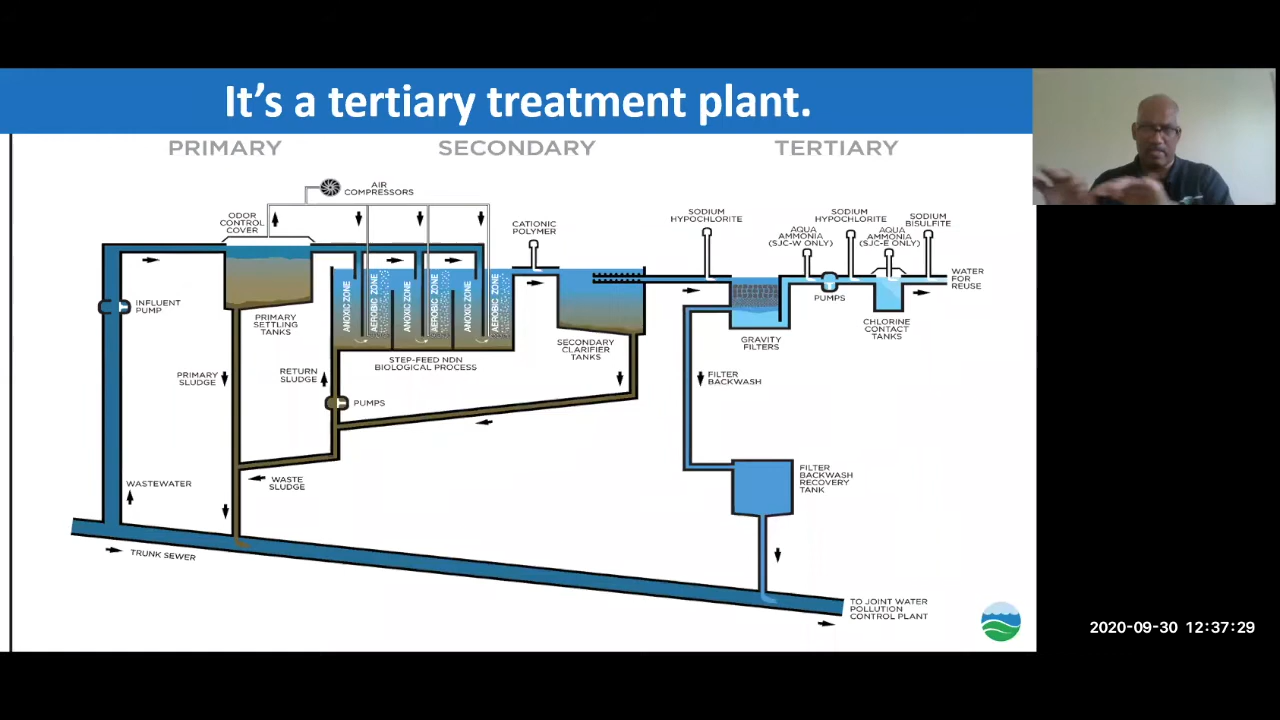 It's a tertiary treatment plant.
PRIMARY
SECONDARY
TERTIARY
AIR
COMPRESSORS
ODOR
CONTROL
COVER
CATIONIC
POLYMER
SODIUM
HYPOCHLORITE
SODIUM
HYPOCHLORITE
SODIUM
BISULFITE
AQUA
AMMONIA
(SJC-W ONLY)
AQUA
AMMONIA
(SJC-E ONLY)
WATER
FOR
REUSE
INFLUENT
PUMP
ANOXIC ZONE
AEROBIC ZONE
ANOXIC ZONE
AEROBIC ZONE
ANOXIC ZONE
AEROBIC ZONE
PUMPS
PRIMARY
SETTLING
TANKS
CHLORINE
CONTACT
TANKS
SECONDARY
CLARIFIER
TANKS
GRAVITY
FILTERS
STEP-FEED NDN
BIOLOGICAL PROCESS
PRIMARY
SLUDGE
RETURN
SLUDGE
FILTER
BACKWASH
PUMPS
FILTER
BACKWASH
RECOVERY
TANK
WASTEWATER
WASTE
SLUDGE
TRUNK SEWER
TO JOINT WATER
POLLUTION
CONTROL PLANT
2020-09-30 12:37:29